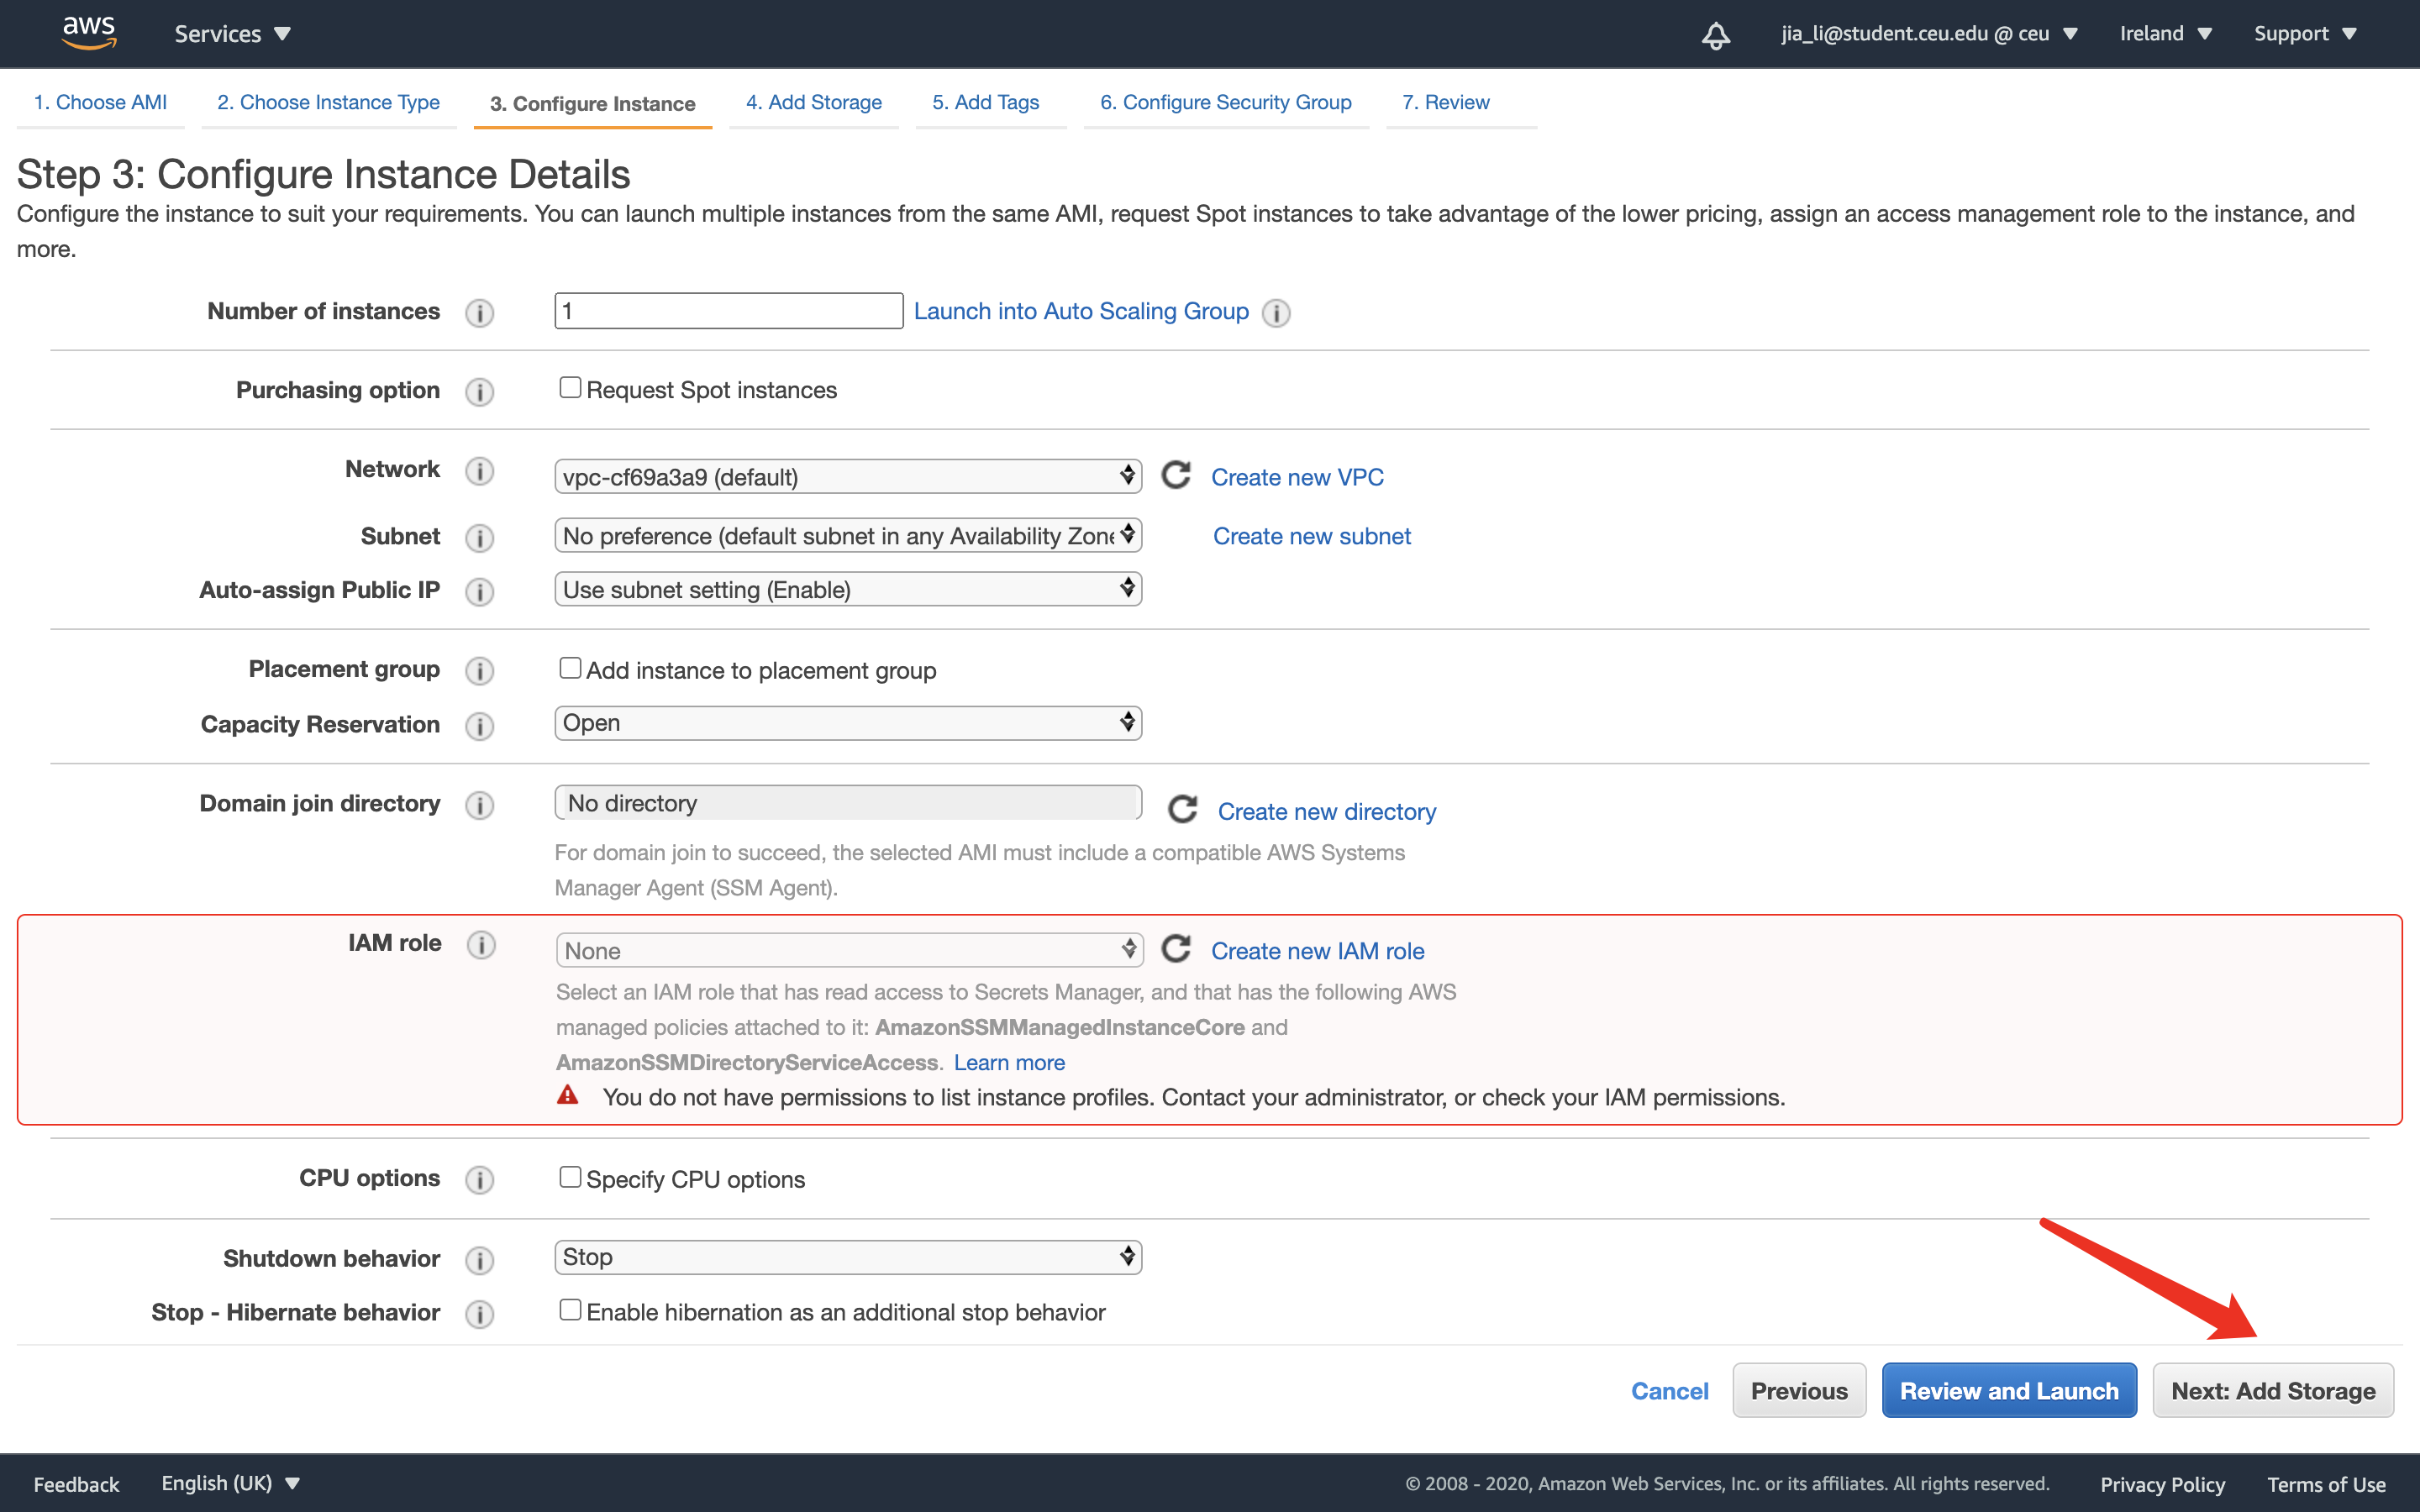 aws Services jia_li@student.ceu.edu @ ceu Ireland Support
1. Choose AMI 2. Choose Instance Type 3. Configure Instance 4. Add Storage 5. Add Tags 6. Configure Security Group 7. Review
Step 3: Configure Instance Details
Configure the instance to suit your requirements. You can launch multiple instances from the same AMI, request Spot instances to take advantage of the lower pricing, assign an access management role to the instance, and
more.
Number of instances i 1 Launch into Auto Scaling Group i
Purchasing option i Request Spot instances
Network i vpc-cf69a3a9 (default) Create new VPC
Subnet i No preference (default subnet in any Availability Zone Create new subnet
Auto-assign Public IP i Use subnet setting (Enable)
Placement group i Add instance to placement group
Capacity Reservation i Open
Domain join directory i No directory Create new directory
For domain join to succeed, the selected AMI must include a compatible AWS Systems
Manager Agent (SSM Agent).
IAM role i None Create new IAM role
Select an IAM role that has read access to Secrets Manager, and that has the following AWS
managed policies attached to it: AmazonSSMManagedInstanceCore and
AmazonSSMDirectoryServiceAccess. Learn more
You do not have permissions to list instance profiles. Contact your administrator, or check your IAM permissions.
CPU options i Specify CPU options
Shutdown behavior i Stop
Stop - Hibernate behavior i Enable hibernation as an additional stop behavior
Cancel Previous Review and Launch Next: Add Storage
Feedback English (UK) © 2008 - 2020, Amazon Web Services, Inc. or its affiliates. All rights reserved. Privacy Policy Terms of Use